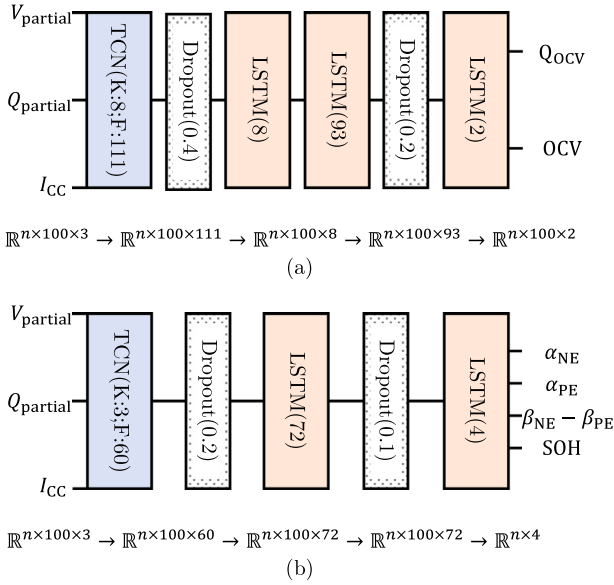 V_partial
Q_partial
I_CC
TCN(K:8;F:111)
Dropout(0.4)
LSTM(8)
LSTM(93)
Dropout(0.2)
LSTM(2)
Q_OCV
OCV
ℝ^{n×100×3} → ℝ^{n×100×111} → ℝ^{n×100×8} → ℝ^{n×100×93} → ℝ^{n×100×2}
(a)
V_partial
Q_partial
I_CC
TCN(K:3;F:60)
Dropout(0.2)
LSTM(72)
Dropout(0.1)
LSTM(4)
α_NE
α_PE
β_NE − β_PE
SOH
ℝ^{n×100×3} → ℝ^{n×100×60} → ℝ^{n×100×72} → ℝ^{n×100×72} → ℝ^{n×4}
(b)